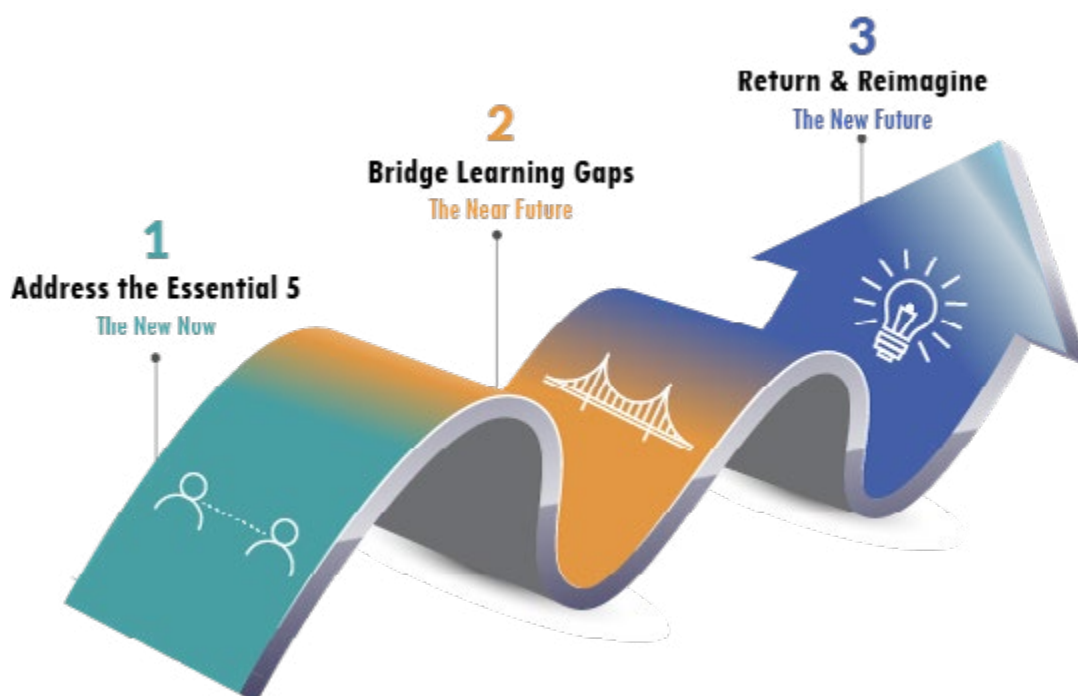 1
Address the Essential 5
The New Now
2
Bridge Learning Gaps
The Near Future
3
Return & Reimagine
The New Future